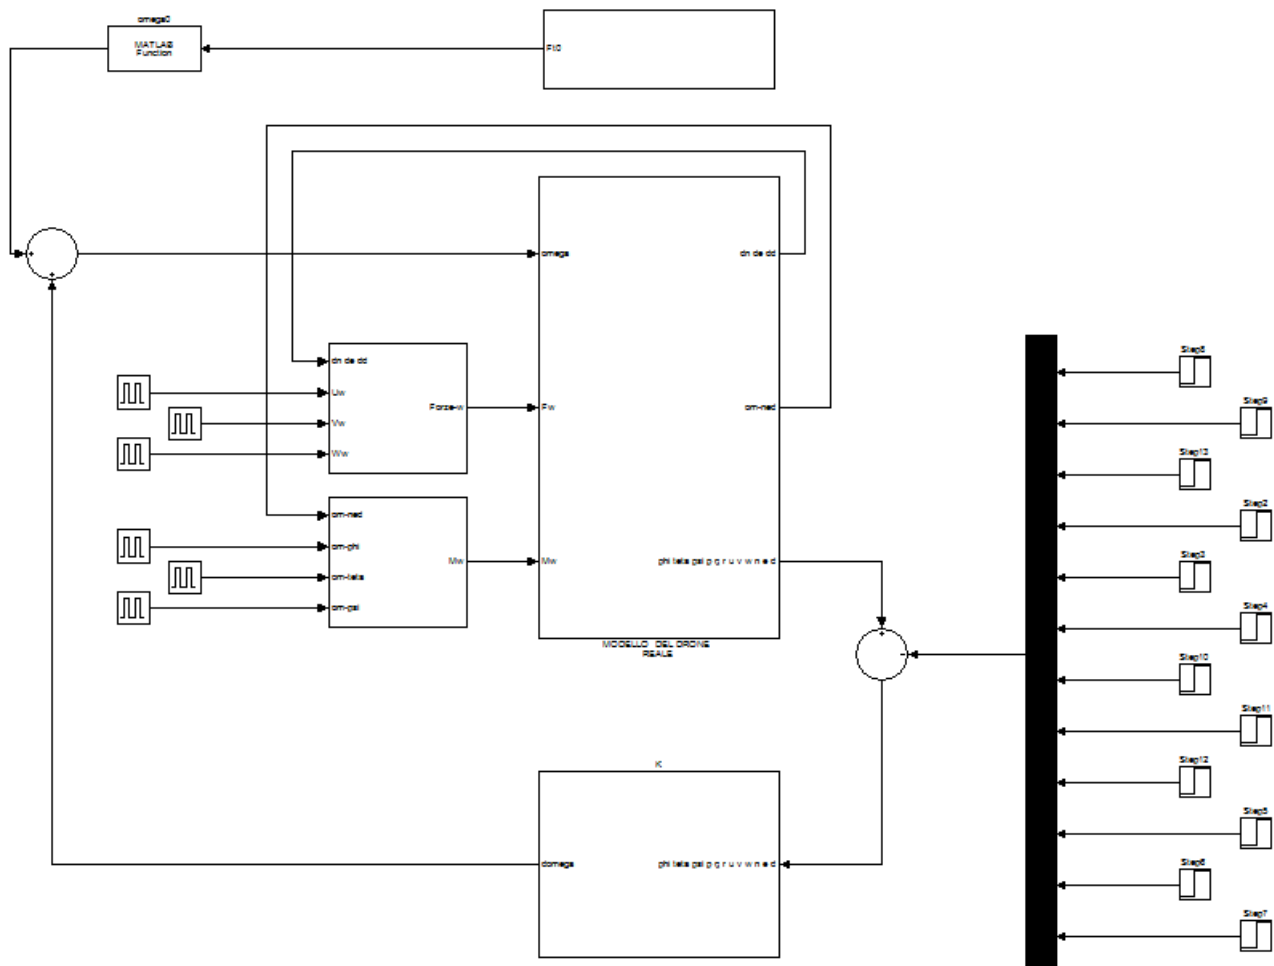 omega0
MATLAB
Function
Ft0
omega
dn de dd
dn de dd
Uw
Vw
Ww
Forze-w
Fw
om-ned
om-ned
om-phi
om-teta
om-psi
Mw
Mw
phi teta psi p q r u v w n e d
MODELLO DEL DRONE
REALE
K
domega
phi teta psi p q r u v w n e d
Step8
Step9
Step13
Step2
Step3
Step4
Step10
Step11
Step12
Step5
Step6
Step7